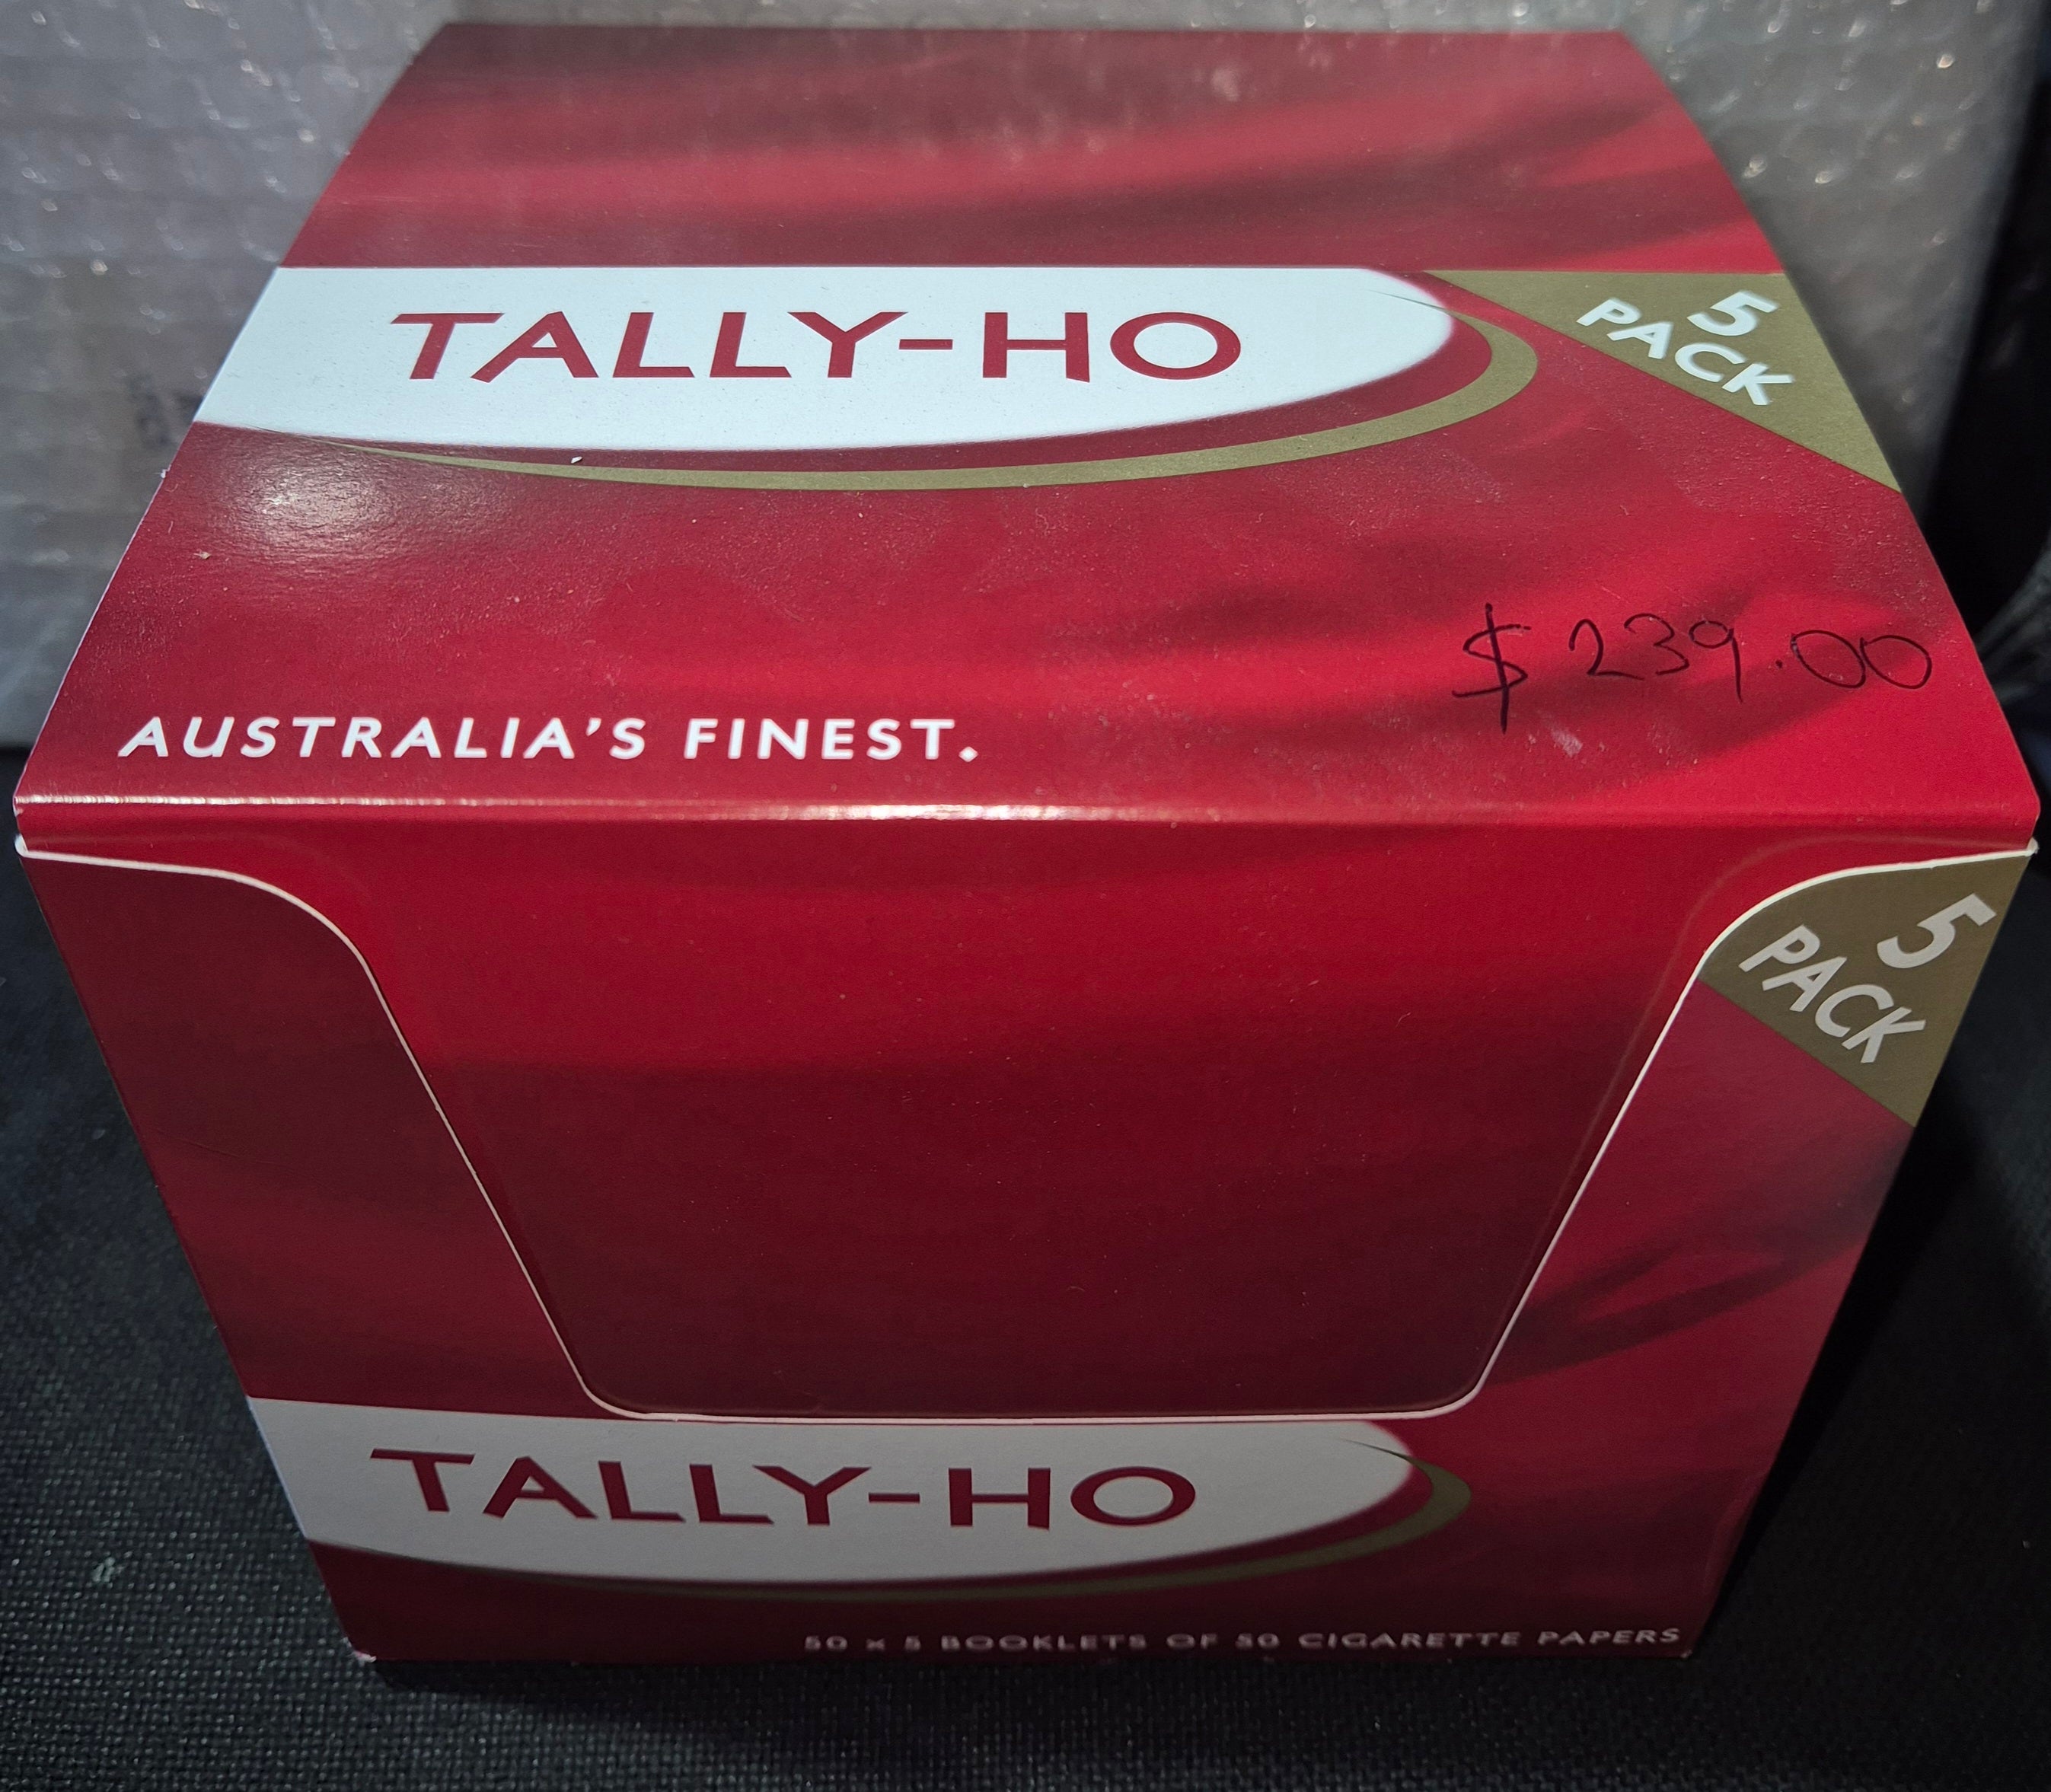 TALLY-HO
5
PACK
$239.00
AUSTRALIA'S FINEST.
5
PACK
TALLY-HO
50 x 5 BOOKLETS OF 50 CIGARETTE PAPERS